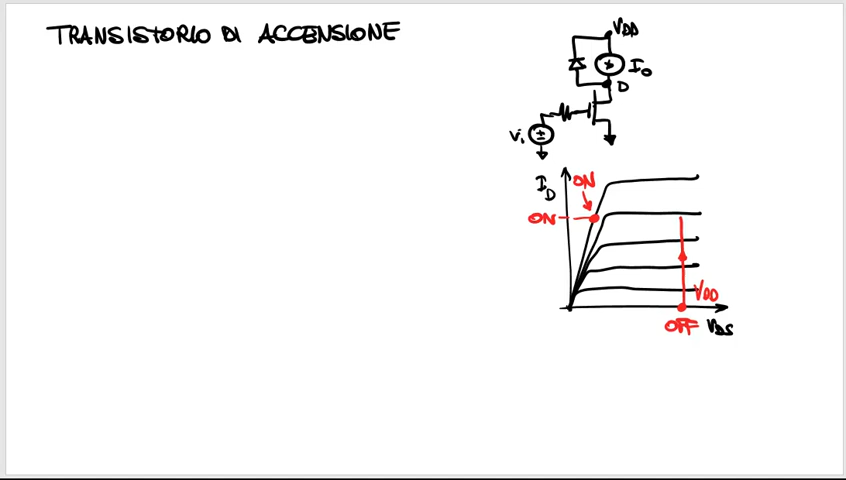 TRANSISTORIO DI ACCENSIONE
VDD
I0
D
Vi
ID
ON
ON
VDD
OFF
VDS